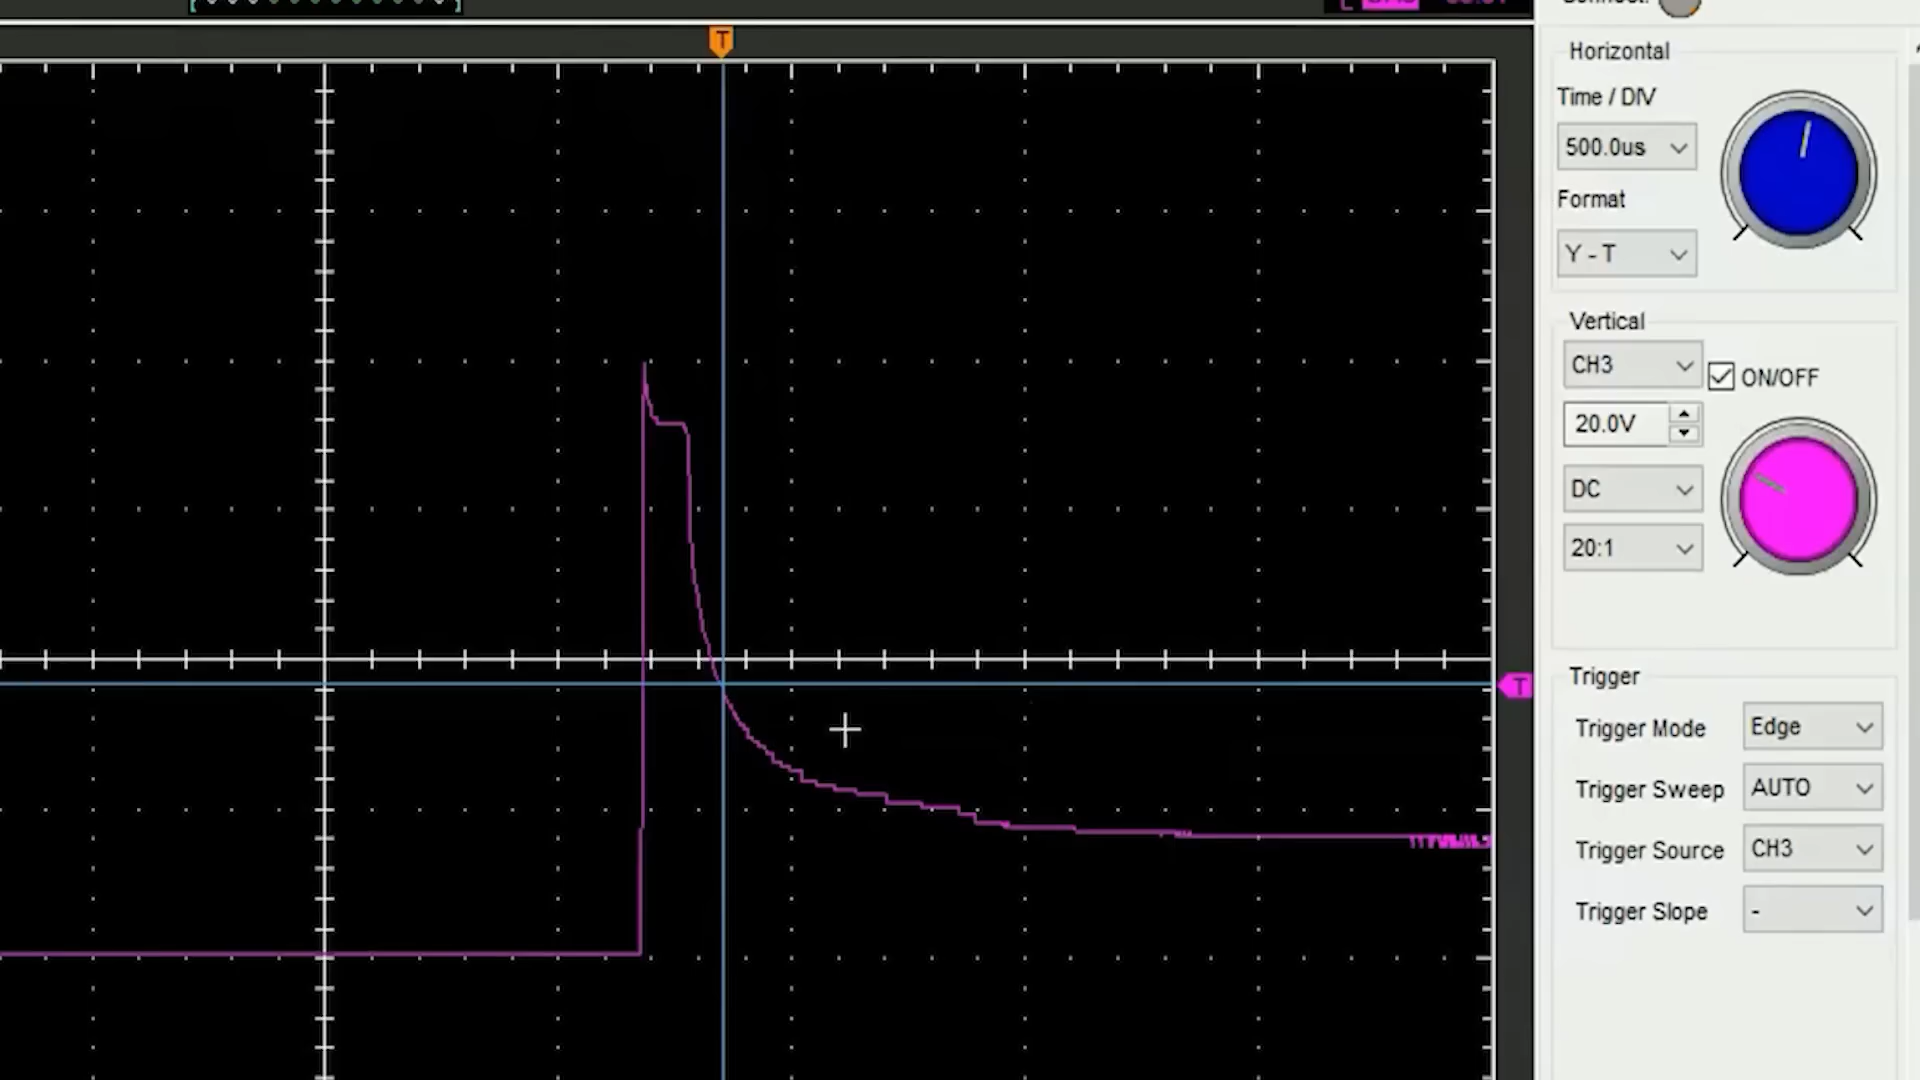 T
Horizontal
Time / DIV
500.0us
Format
Y - T
Vertical
CH3
ON/OFF
20.0V
DC
20:1
T
Trigger
Trigger Mode
Edge
Trigger Sweep
AUTO
Trigger Source
CH3
Trigger Slope
-